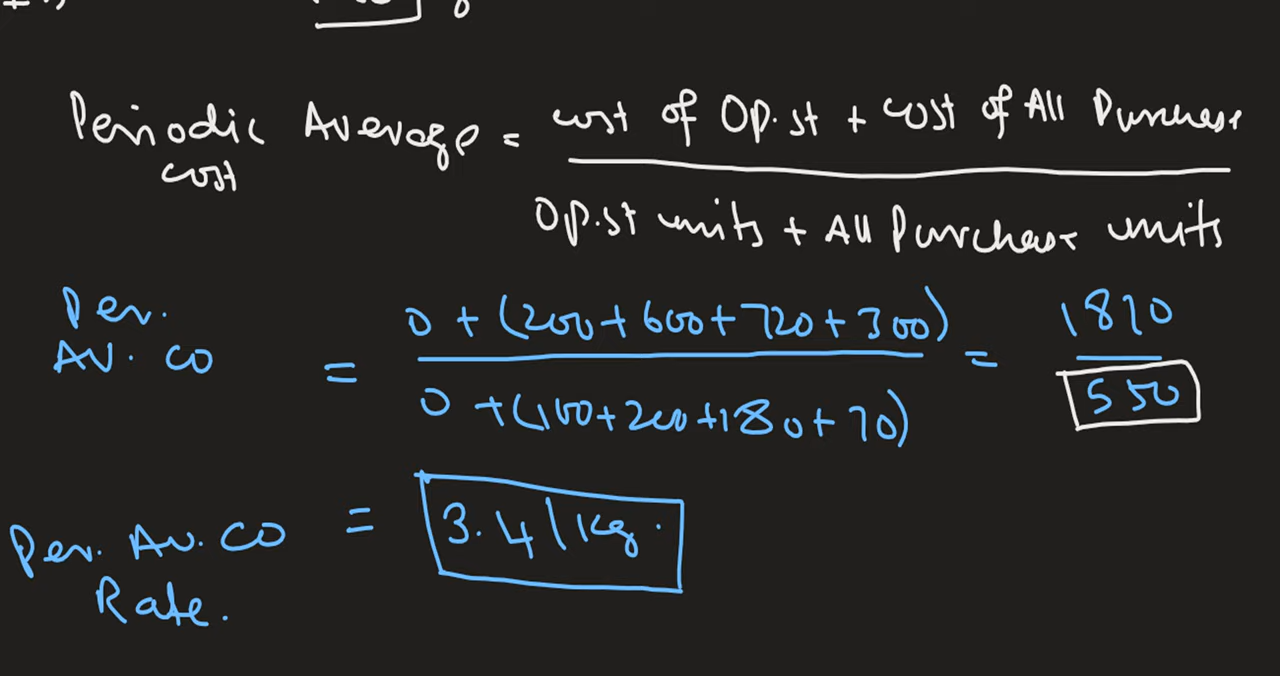 Periodic Average cost = cost of Op.st + cost of All Purchase
Op.st units + All Purchase units
Per. AV. CO = 0 + (200+600+720+300) = 1820
0 + (100+200+180+70) 550
Per. AV. CO Rate. = 3.4/Kg.